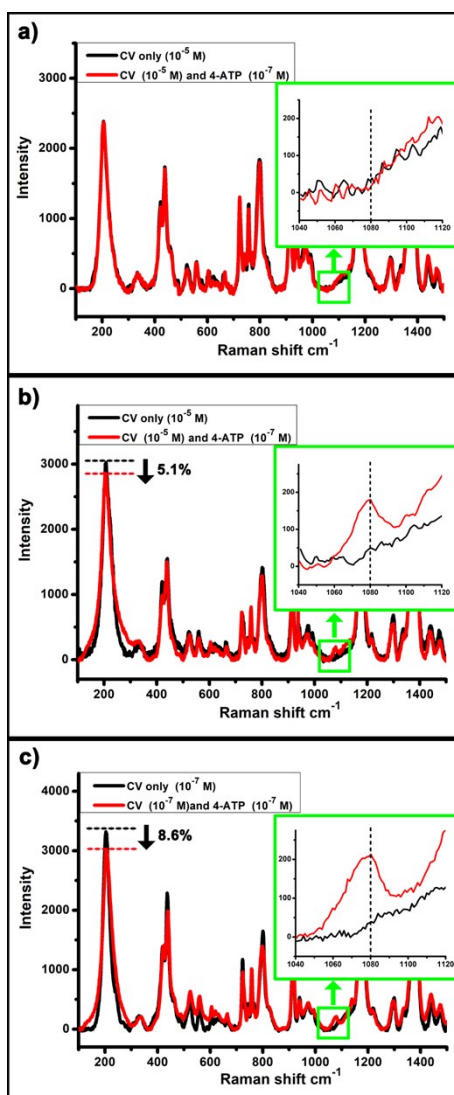 a)
CV only (10⁻⁵ M)
CV (10⁻⁵ M) and 4-ATP (10⁻⁷ M)
Intensity
3000
2000
1000
0
200 400 600 800 1000 1200 1400
Raman shift cm⁻¹
200
100
0
1040 1060 1080 1100 1120
b)
CV only (10⁻⁵ M)
CV (10⁻⁵ M) and 4-ATP (10⁻⁷ M)
5.1%
Intensity
3000
2000
1000
0
200 400 600 800 1000 1200 1400
Raman shift cm⁻¹
200
100
0
1040 1060 1080 1100 1120
c)
CV only (10⁻⁷ M)
CV (10⁻⁷ M)and 4-ATP (10⁻⁷ M)
8.6%
Intensity
4000
3000
2000
1000
0
200 400 600 800 1000 1200 1400
Raman shift cm⁻¹
200
100
0
1040 1060 1080 1100 1120